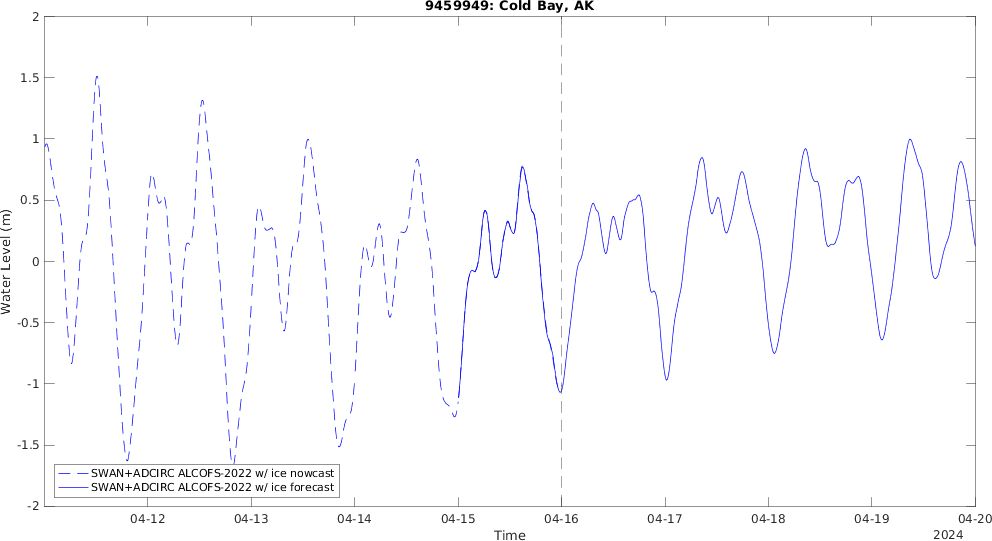 9459949: Cold Bay, AK
2
1.5
1
0.5
0
-0.5
-1
-1.5
-2
Water Level (m)
SWAN+ADCIRC ALCOFS-2022 w/ ice nowcast
SWAN+ADCIRC ALCOFS-2022 w/ ice forecast
04-12 04-13 04-14 04-15 04-16 04-17 04-18 04-19 04-20
Time
2024